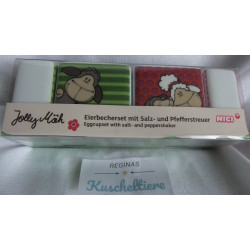 Jolly Mäh
Eierbecherset mit Salz- und Pfefferstreuer
Eggcupset with salt- and peppershaker
NICI
REGINAS
Kuscheltiere